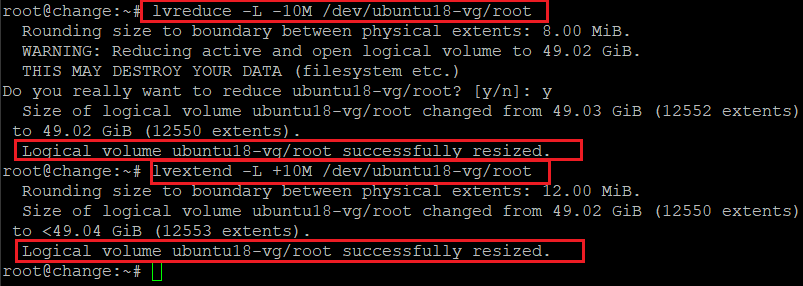 root@change:~# lvreduce -L -10M /dev/ubuntu18-vg/root
  Rounding size to boundary between physical extents: 8.00 MiB.
  WARNING: Reducing active and open logical volume to 49.02 GiB.
  THIS MAY DESTROY YOUR DATA (filesystem etc.)
Do you really want to reduce ubuntu18-vg/root? [y/n]: y
  Size of logical volume ubuntu18-vg/root changed from 49.03 GiB (12552 extents)
 to 49.02 GiB (12550 extents).
  Logical volume ubuntu18-vg/root successfully resized.
root@change:~# lvextend -L +10M /dev/ubuntu18-vg/root
  Rounding size to boundary between physical extents: 12.00 MiB.
  Size of logical volume ubuntu18-vg/root changed from 49.02 GiB (12550 extents)
 to <49.04 GiB (12553 extents).
  Logical volume ubuntu18-vg/root successfully resized.
root@change:~#